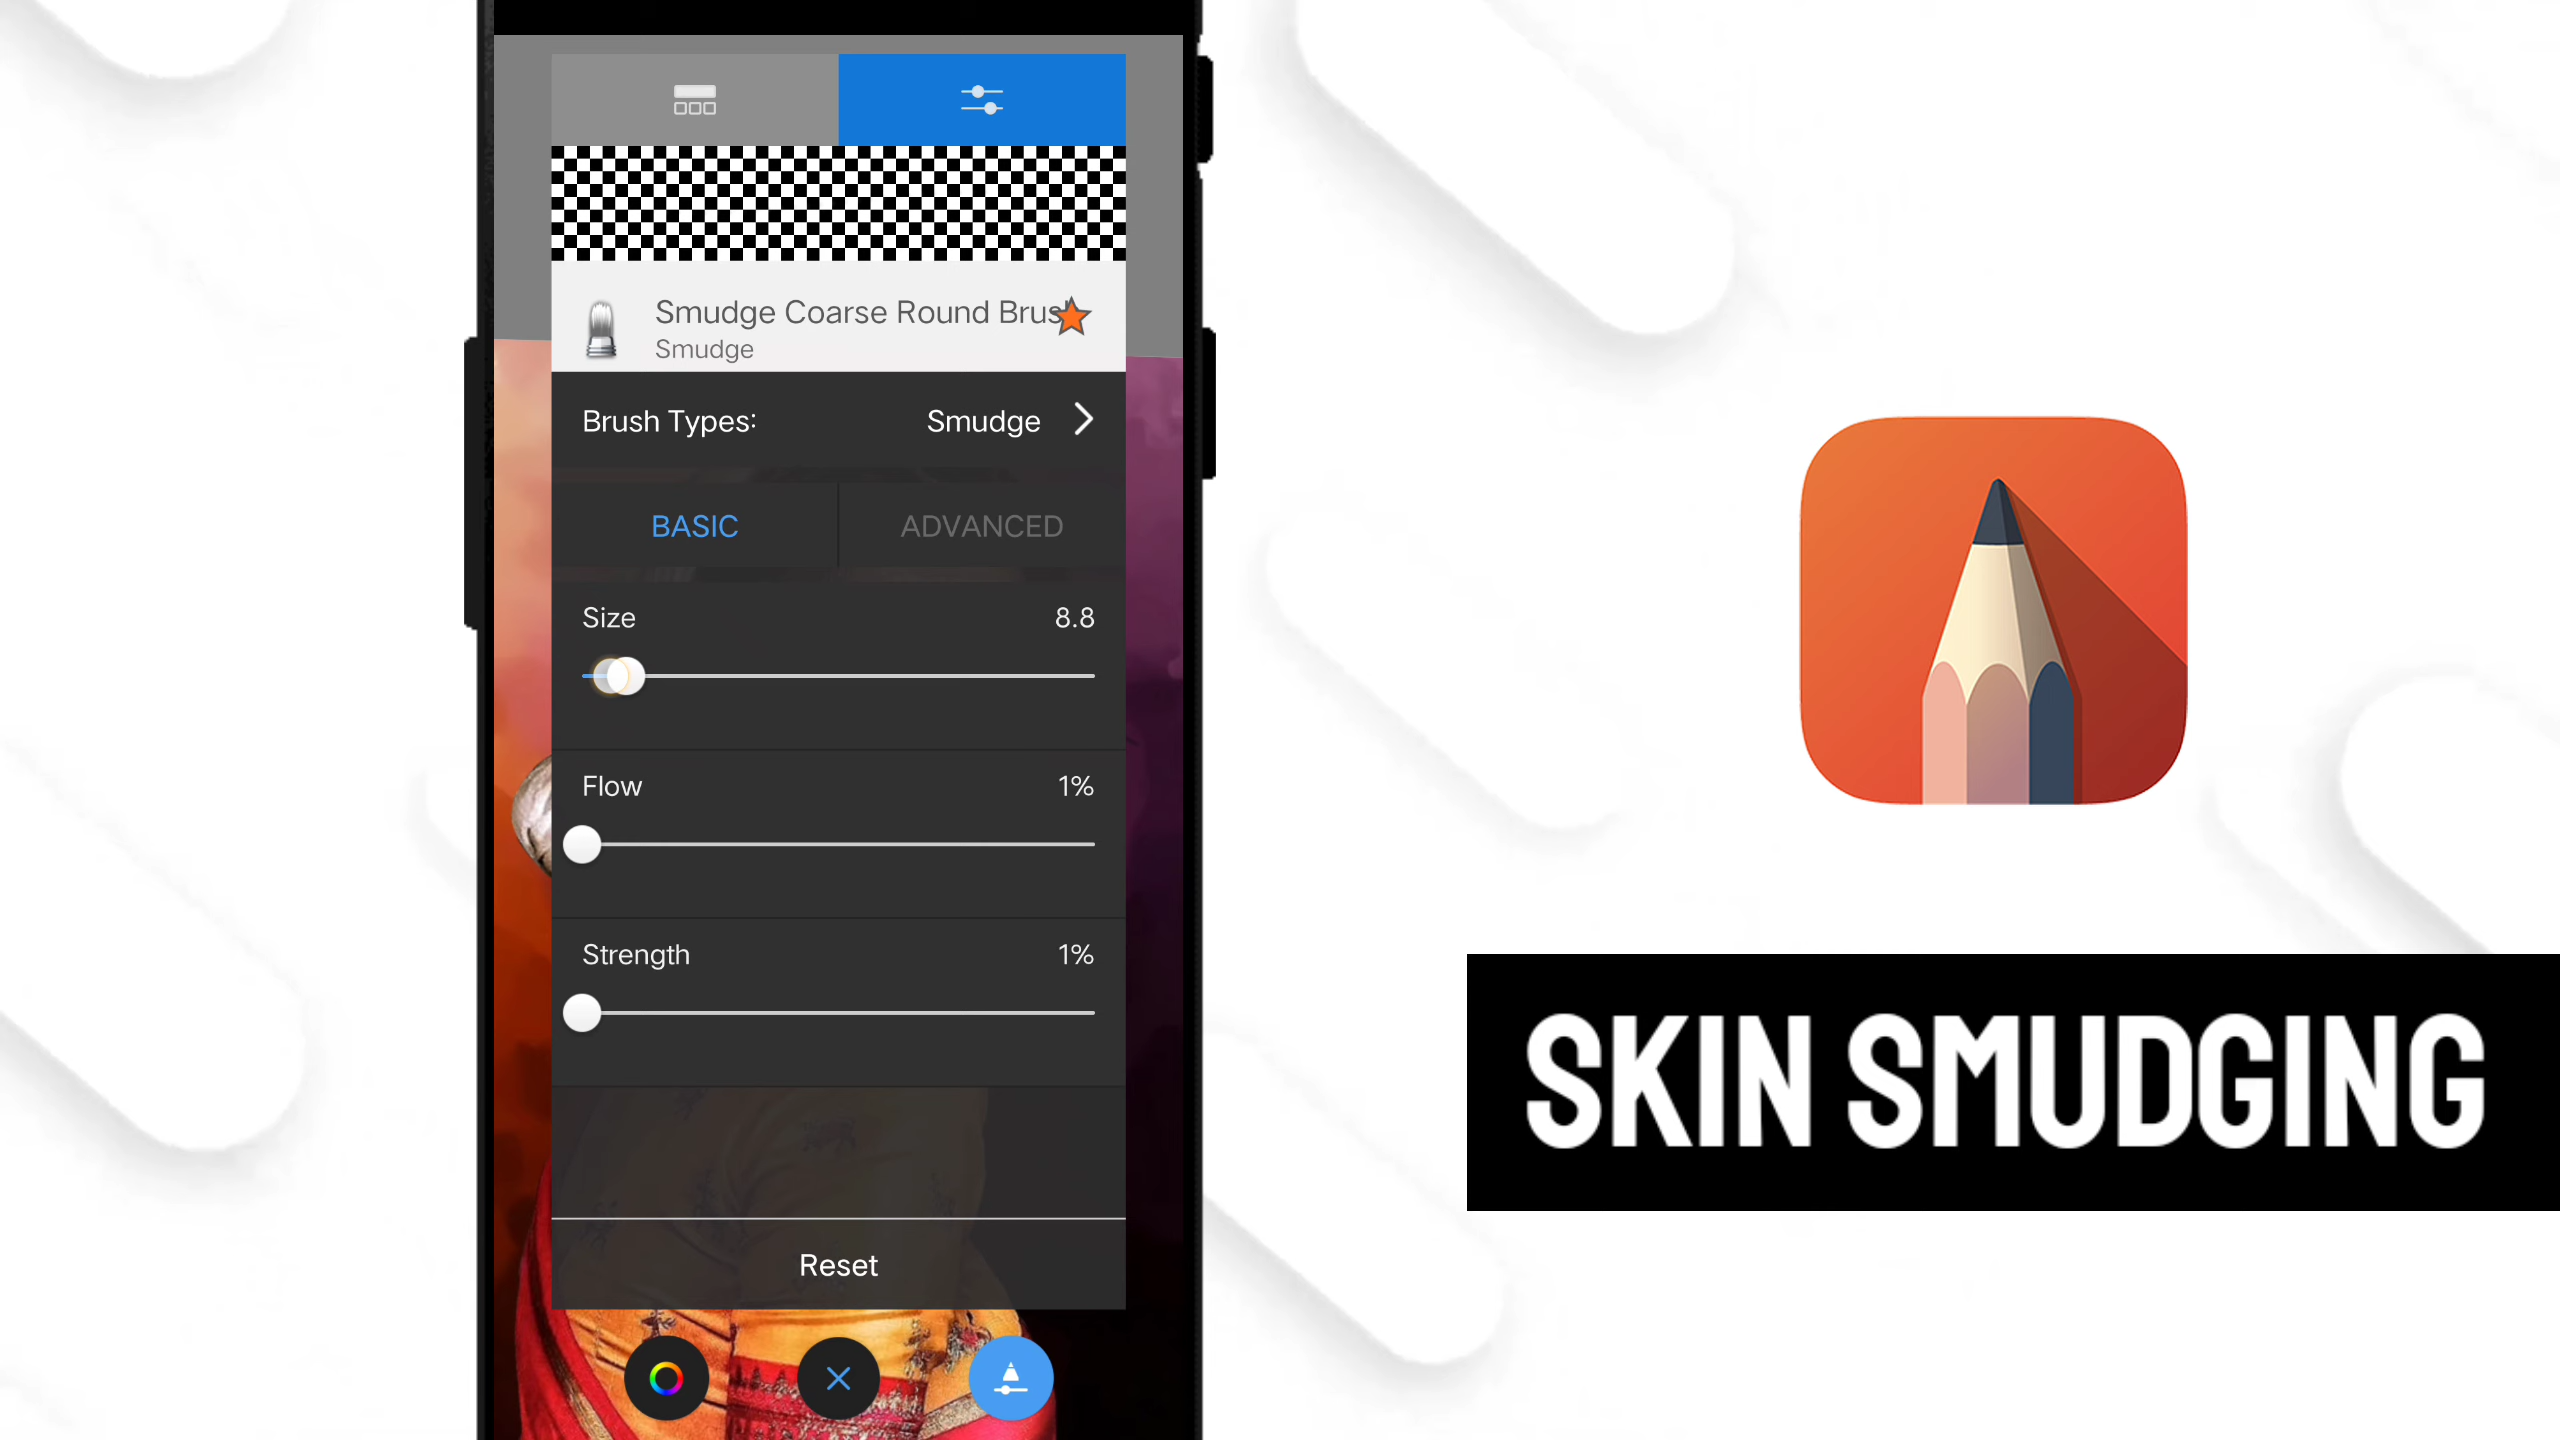 Smudge Coarse Round Brus
Smudge
Brush Types: Smudge
BASIC ADVANCED
Size 8.8
Flow 1%
Strength 1%
Reset
SKIN SMUDGING